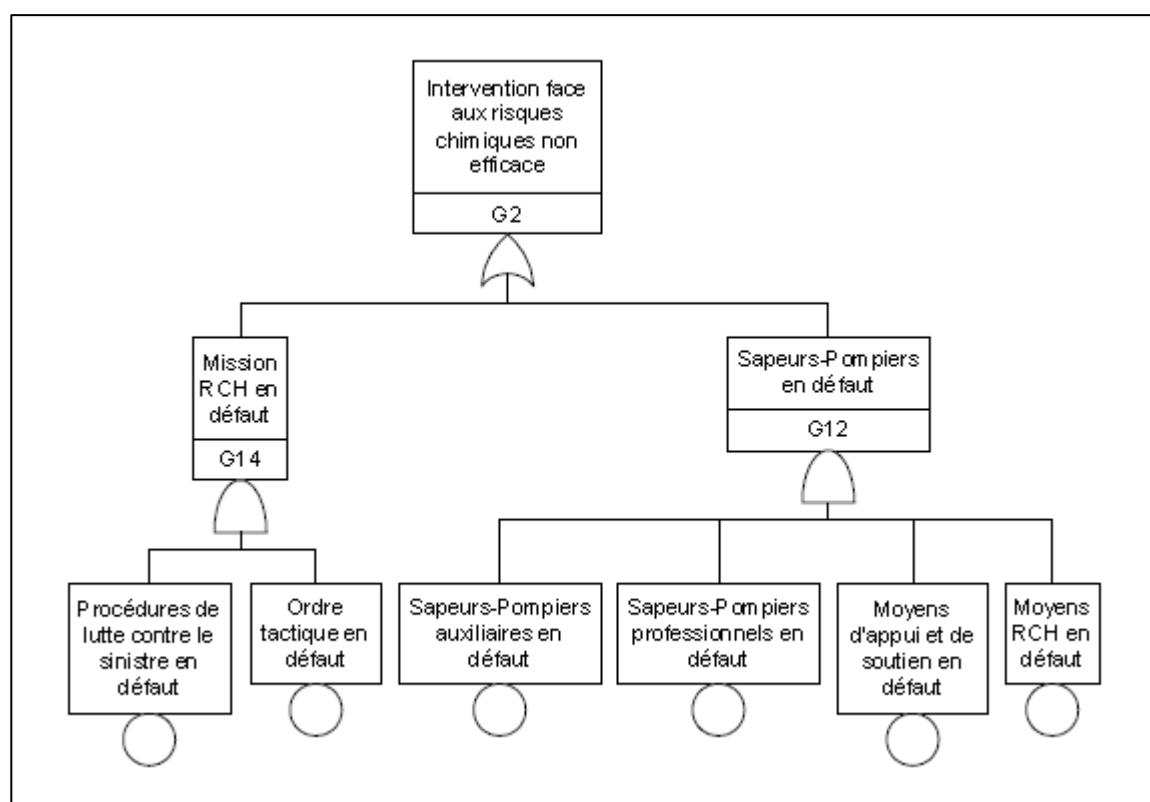 Intervention face
aux risques
chimiques non
efficace
G2
Mission
RCH en
défaut
G14
Sapeurs-Pompiers
en défaut
G12
Procédures de
lutte contre le
sinistre en
défaut
Ordre
tactique en
défaut
Sapeurs-Pompiers
auxiliaires en
défaut
Sapeurs-Pompiers
professionnels en
défaut
Moyens
d'appui et de
soutien en
défaut
Moyens
RCH en
défaut